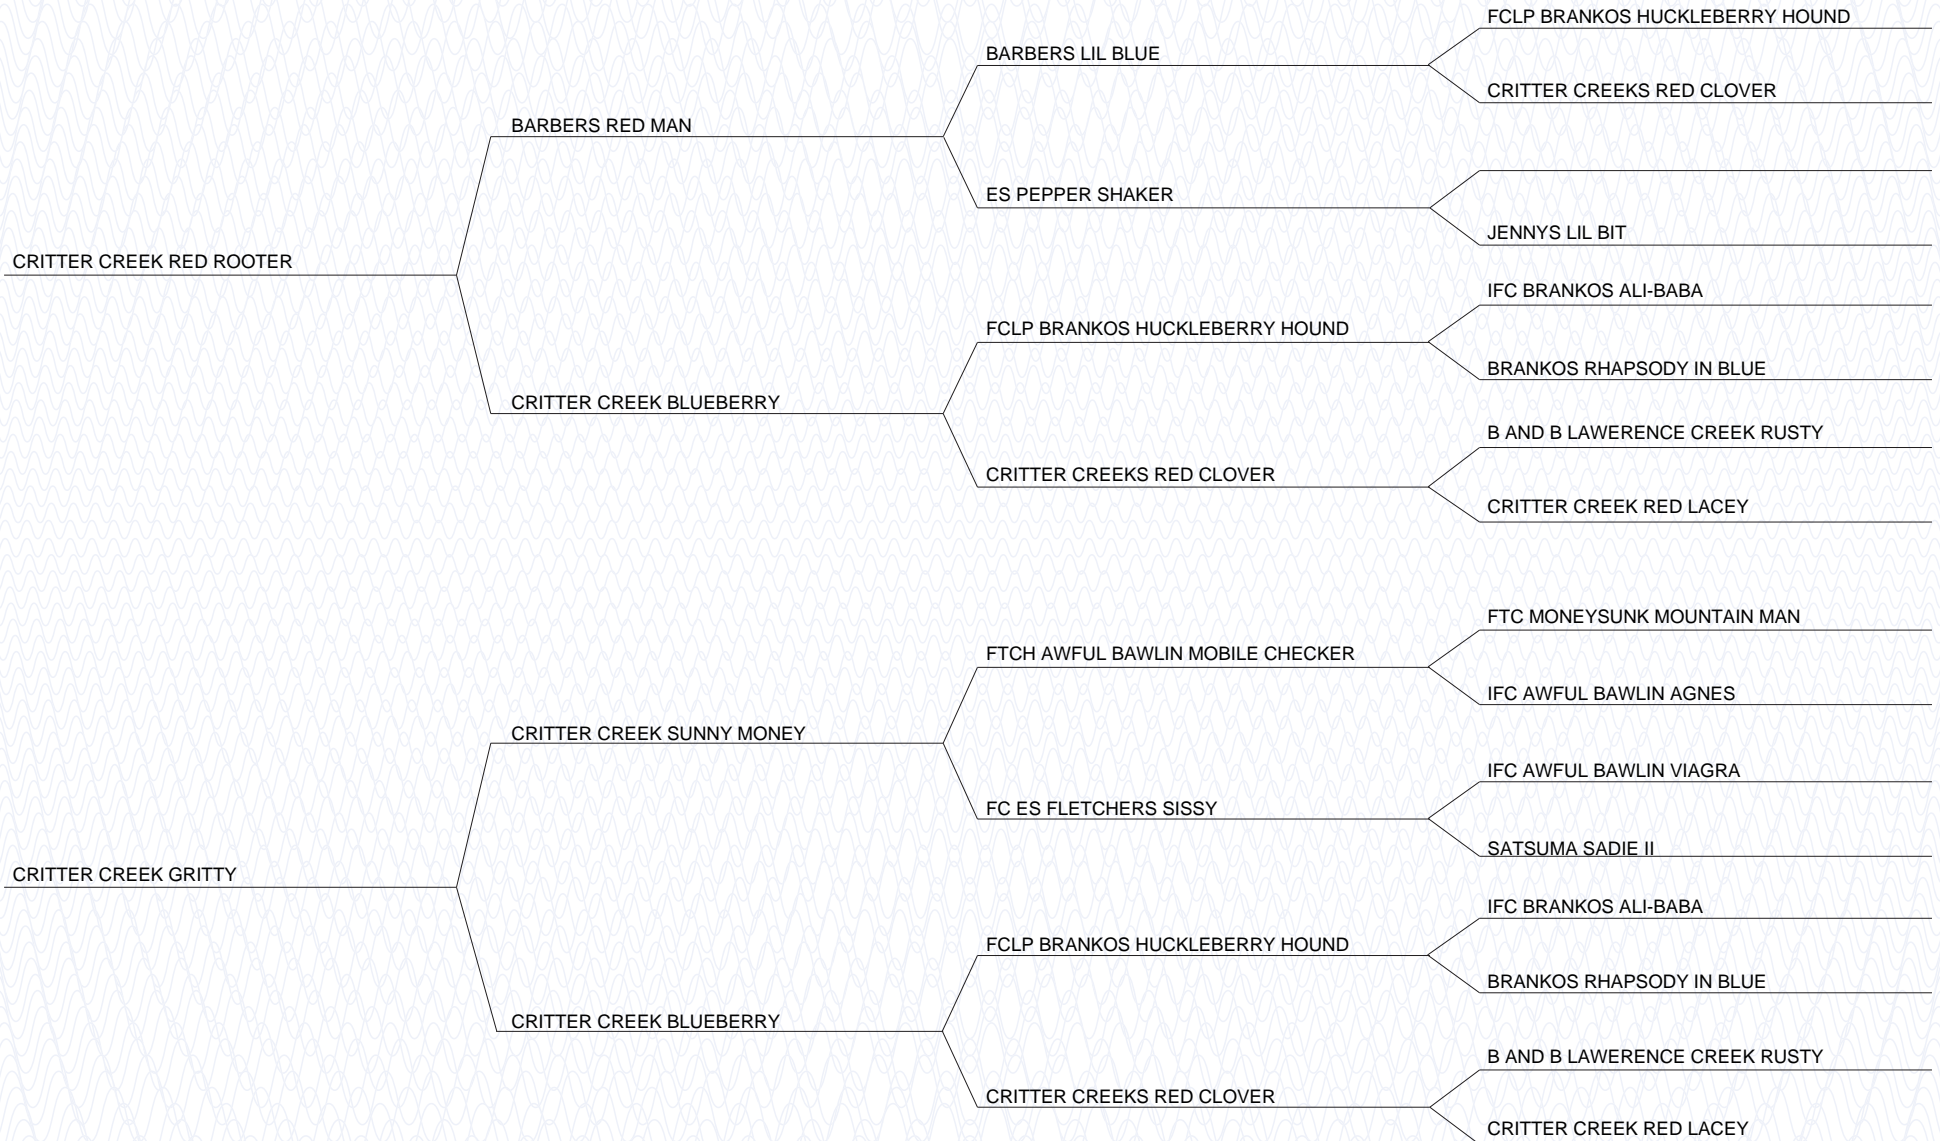 FCLP BRANKOS HUCKLEBERRY HOUND
BARBERS LIL BLUE
CRITTER CREEKS RED CLOVER
BARBERS RED MAN
ES PEPPER SHAKER
JENNYS LIL BIT
CRITTER CREEK RED ROOTER
IFC BRANKOS ALI-BABA
FCLP BRANKOS HUCKLEBERRY HOUND
BRANKOS RHAPSODY IN BLUE
CRITTER CREEK BLUEBERRY
B AND B LAWERENCE CREEK RUSTY
CRITTER CREEKS RED CLOVER
CRITTER CREEK RED LACEY
FTC MONEYSUNK MOUNTAIN MAN
FTCH AWFUL BAWLIN MOBILE CHECKER
IFC AWFUL BAWLIN AGNES
CRITTER CREEK SUNNY MONEY
IFC AWFUL BAWLIN VIAGRA
FC ES FLETCHERS SISSY
SATSUMA SADIE II
CRITTER CREEK GRITTY
IFC BRANKOS ALI-BABA
FCLP BRANKOS HUCKLEBERRY HOUND
BRANKOS RHAPSODY IN BLUE
CRITTER CREEK BLUEBERRY
B AND B LAWERENCE CREEK RUSTY
CRITTER CREEKS RED CLOVER
CRITTER CREEK RED LACEY